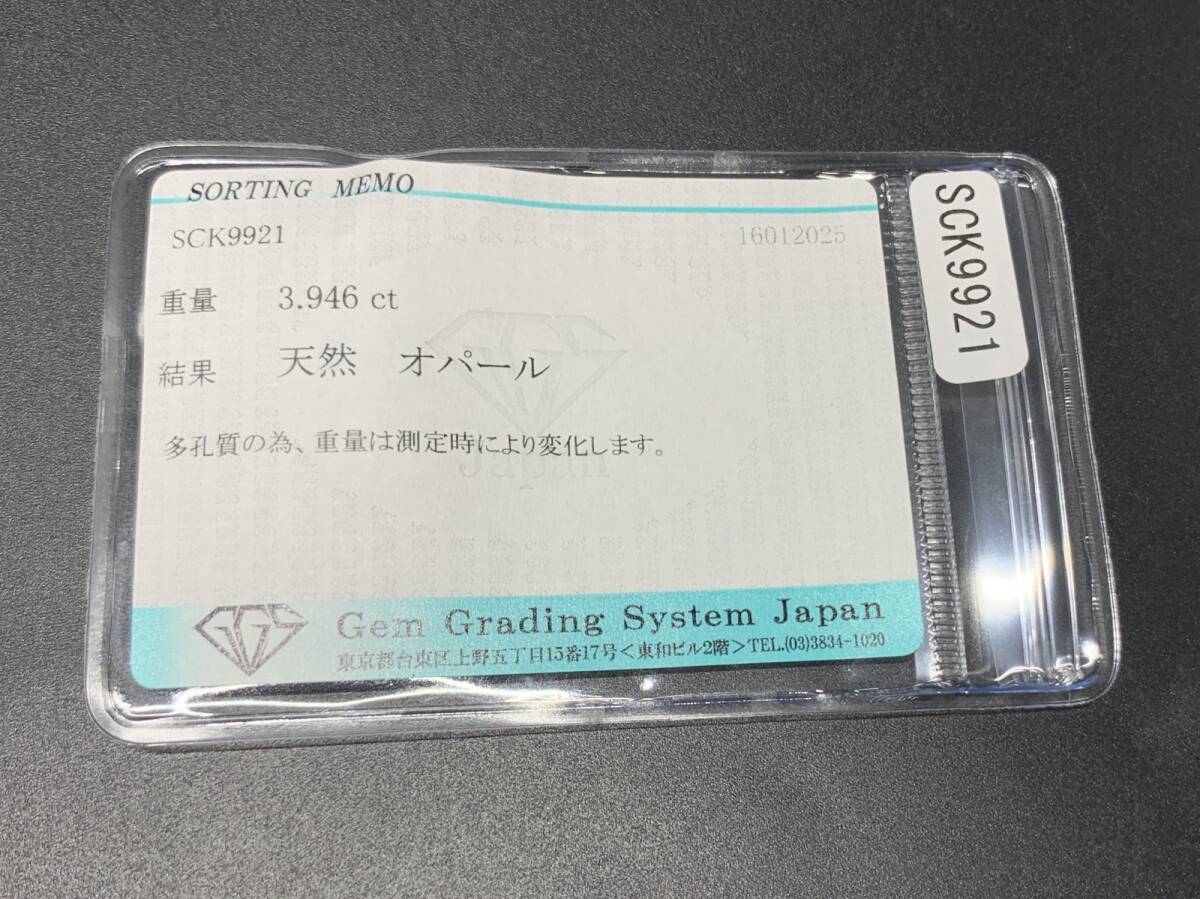 SORTING MEMO
SCK9921 16012025
重量 3.946 ct
結果 天然 オパール
多孔質の為、重量は測定時により変化します。
Japan
GGS Gem Grading System Japan
東京都台東区上野五丁目15番17号<東和ビル2階>TEL.(03)3834-1020
SCK9921